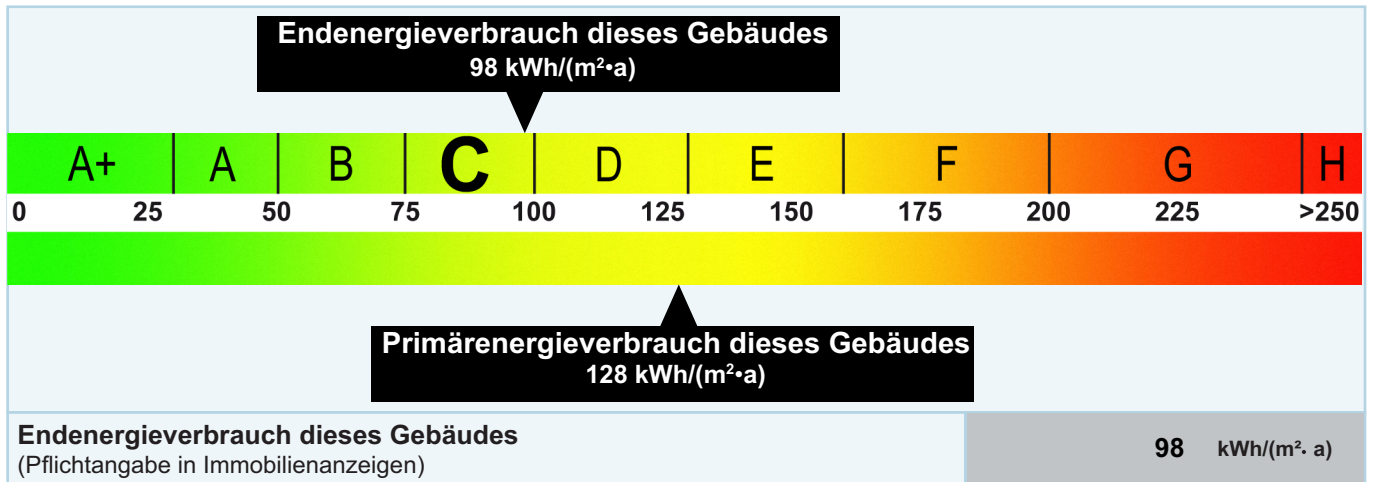 Endenergieverbrauch dieses Gebäudes
98 kWh/(m²•a)
A+ A B C D E F G H
0 25 50 75 100 125 150 175 200 225 >250
Primärenergieverbrauch dieses Gebäudes
128 kWh/(m²•a)
Endenergieverbrauch dieses Gebäudes
(Pflichtangabe in Immobilienanzeigen)
98 kWh/(m²· a)